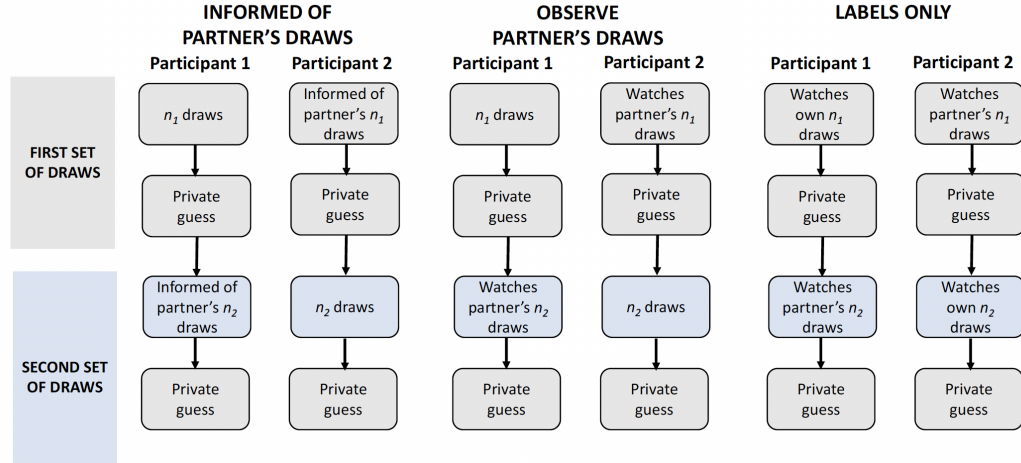 INFORMED OF
PARTNER'S DRAWS
OBSERVE
PARTNER'S DRAWS
LABELS ONLY
Participant 1
Participant 2
Participant 1
Participant 2
Participant 1
Participant 2
FIRST SET
OF DRAWS
n1 draws
Informed of
partner's n1
draws
n1 draws
Watches
partner's n1
draws
Watches
own n1
draws
Watches
partner's n1
draws
Private
guess
Private
guess
Private
guess
Private
guess
Private
guess
Private
guess
SECOND SET
OF DRAWS
Informed of
partner's n2
draws
n2 draws
Watches
partner's n2
draws
n2 draws
Watches
partner's n2
draws
Watches
own n2
draws
Private
guess
Private
guess
Private
guess
Private
guess
Private
guess
Private
guess